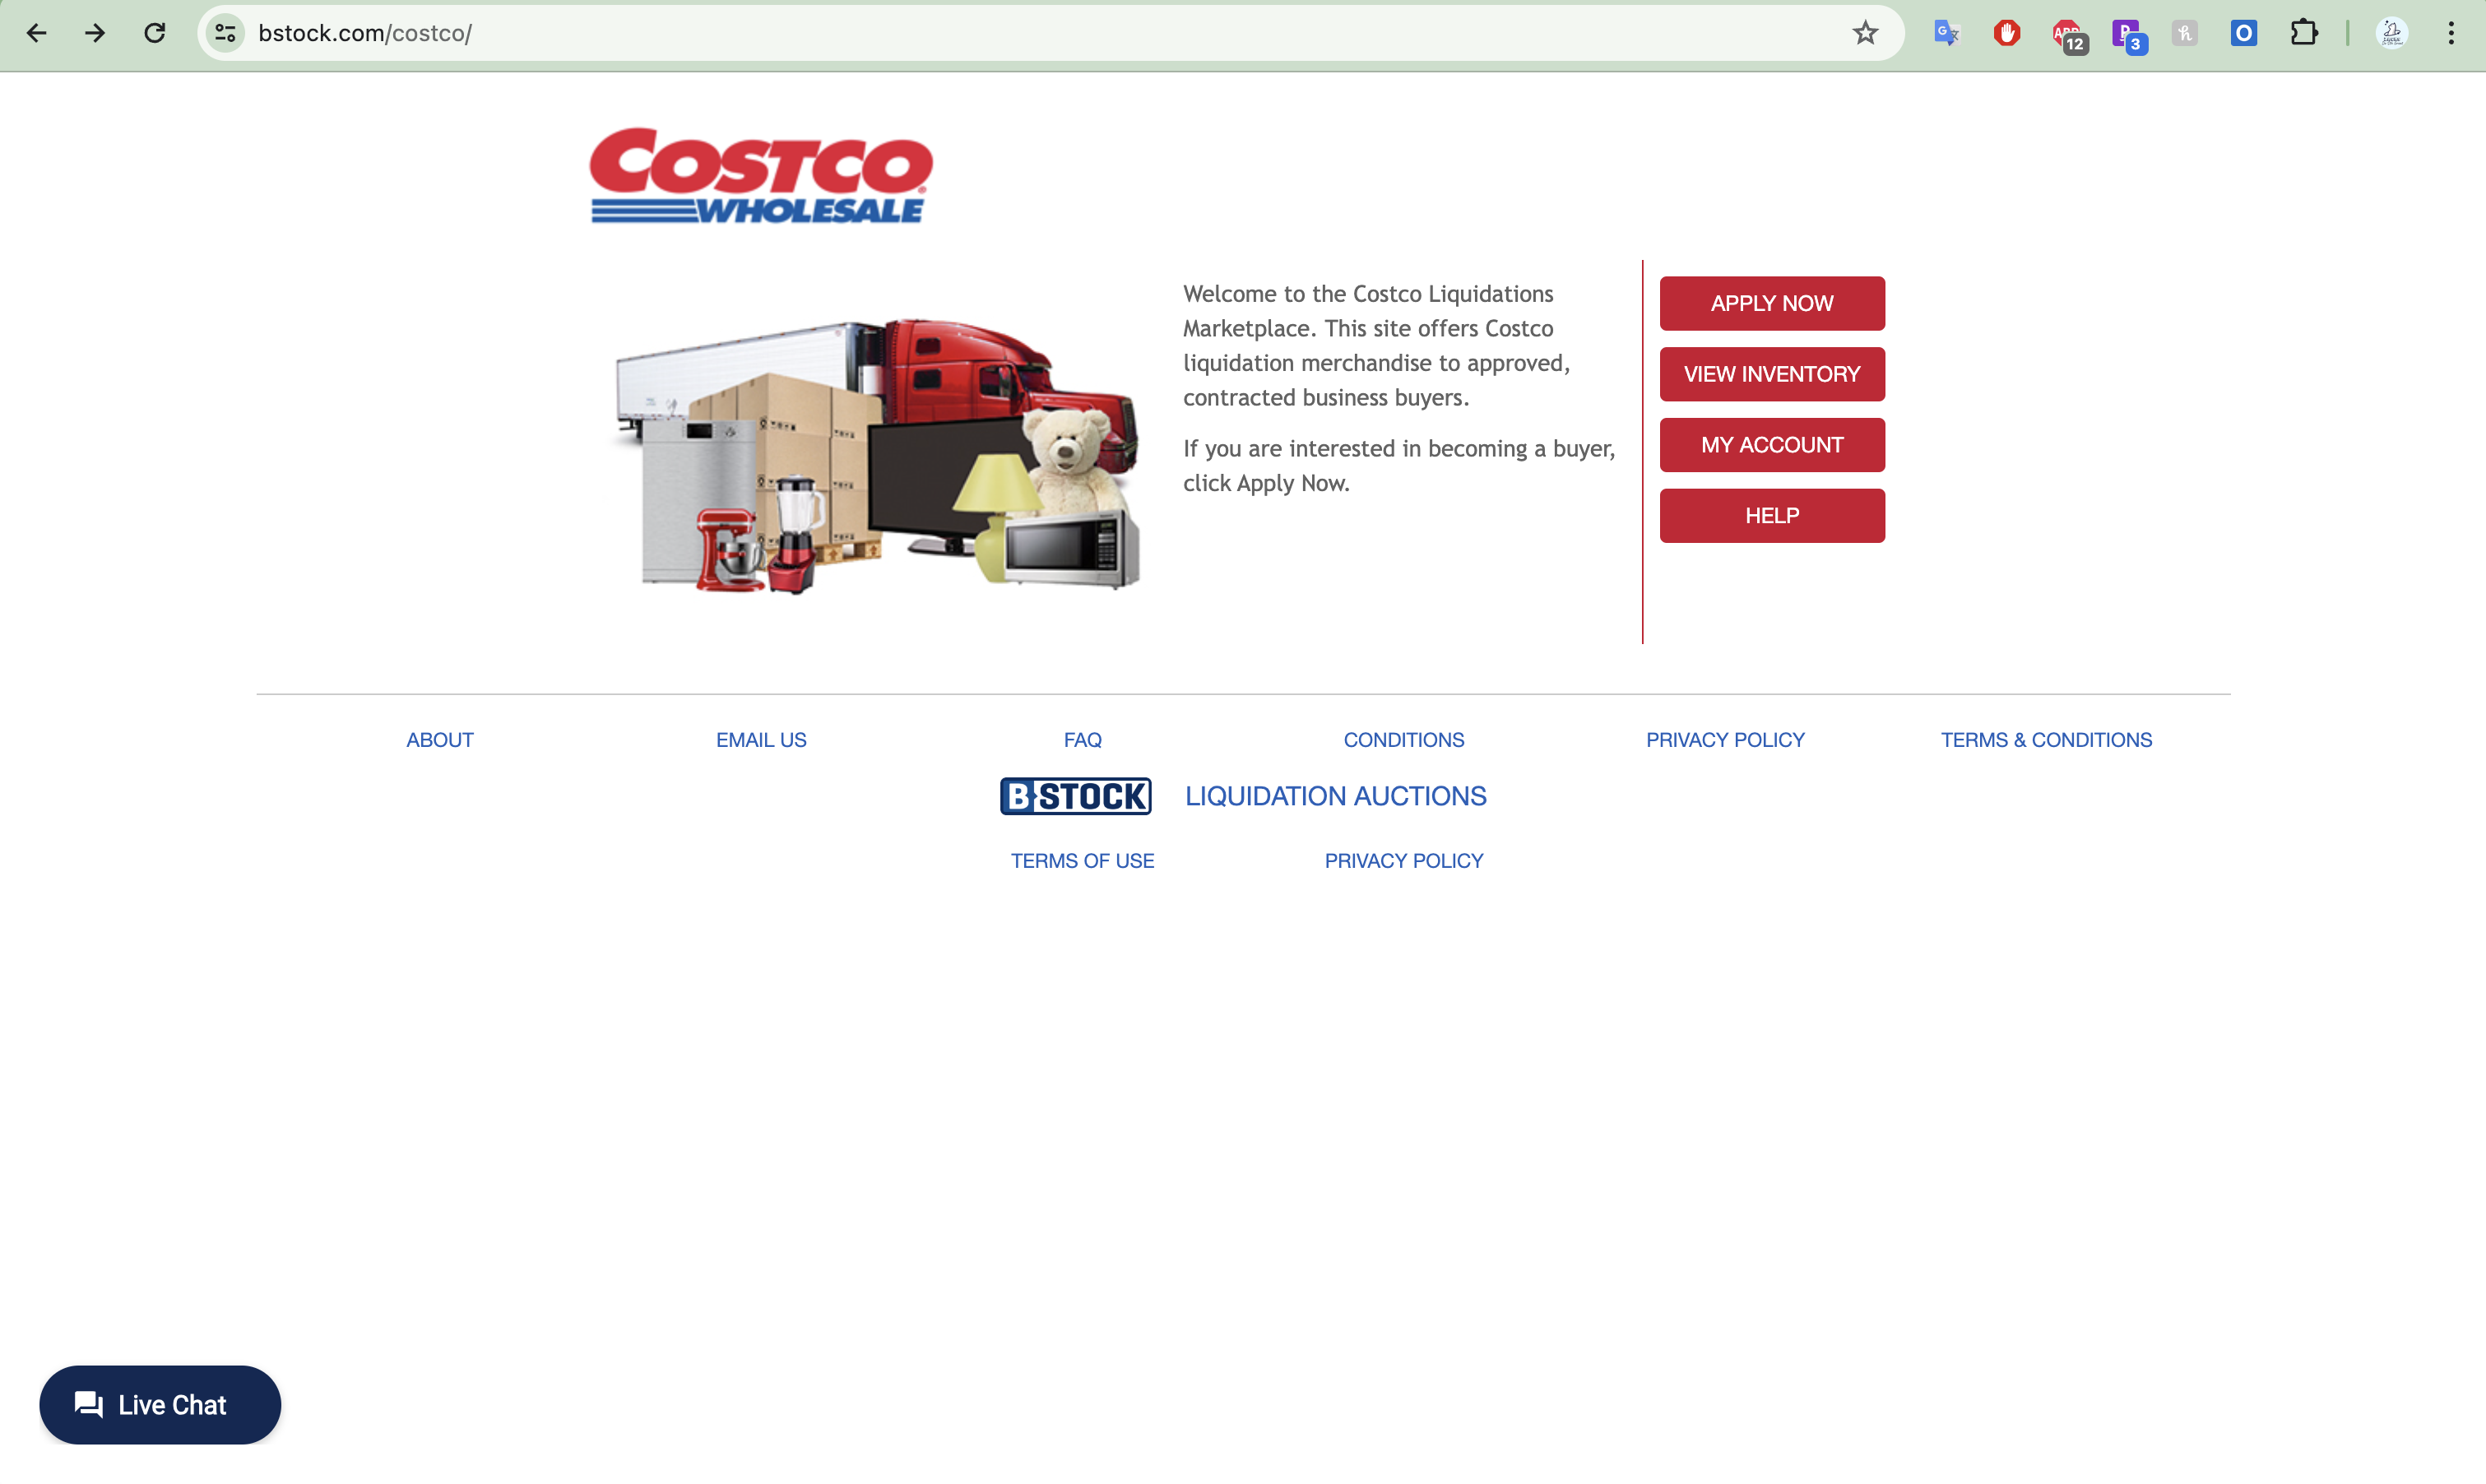 bstock.com/costco/
12
3
COSTCO
WHOLESALE
Welcome to the Costco Liquidations
Marketplace. This site offers Costco
liquidation merchandise to approved,
contracted business buyers.
If you are interested in becoming a buyer,
click Apply Now.
APPLY NOW
VIEW INVENTORY
MY ACCOUNT
HELP
ABOUT EMAIL US FAQ CONDITIONS PRIVACY POLICY TERMS & CONDITIONS
B STOCK LIQUIDATION AUCTIONS
TERMS OF USE PRIVACY POLICY
Live Chat